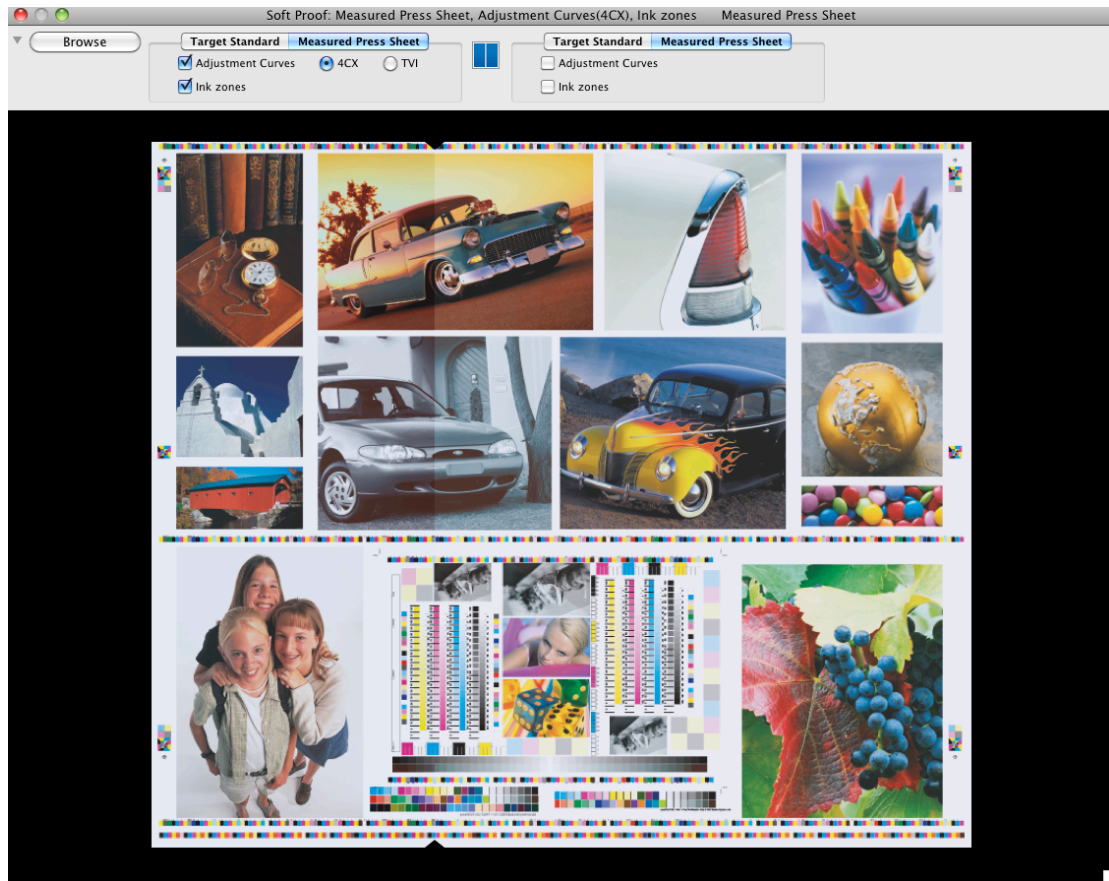 Soft Proof: Measured Press Sheet, Adjustment Curves(4CX), Ink zones Measured Press Sheet
Browse
Target Standard Measured Press Sheet
Adjustment Curves 4CX TVI
Ink zones
Target Standard Measured Press Sheet
Adjustment Curves
Ink zones